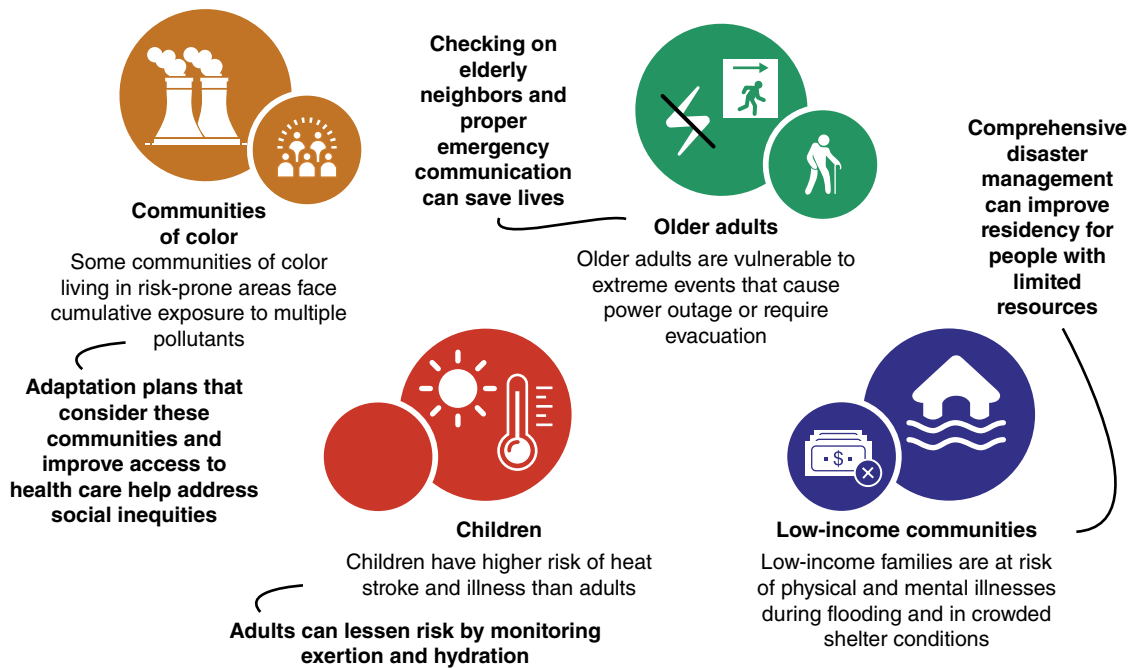 Communities
of color
Some communities of color
living in risk-prone areas face
cumulative exposure to multiple
pollutants
Adaptation plans that
consider these
communities and
improve access to
health care help address
social inequities
Checking on
elderly
neighbors and
proper
emergency
communication
can save lives
Older adults
Older adults are vulnerable to
extreme events that cause
power outage or require
evacuation
Children
Children have higher risk of heat
stroke and illness than adults
Adults can lessen risk by monitoring
exertion and hydration
Comprehensive
disaster
management
can improve
residency for
people with
limited
resources
$
Low-income communities
Low-income families are at risk
of physical and mental illnesses
during flooding and in crowded
shelter conditions